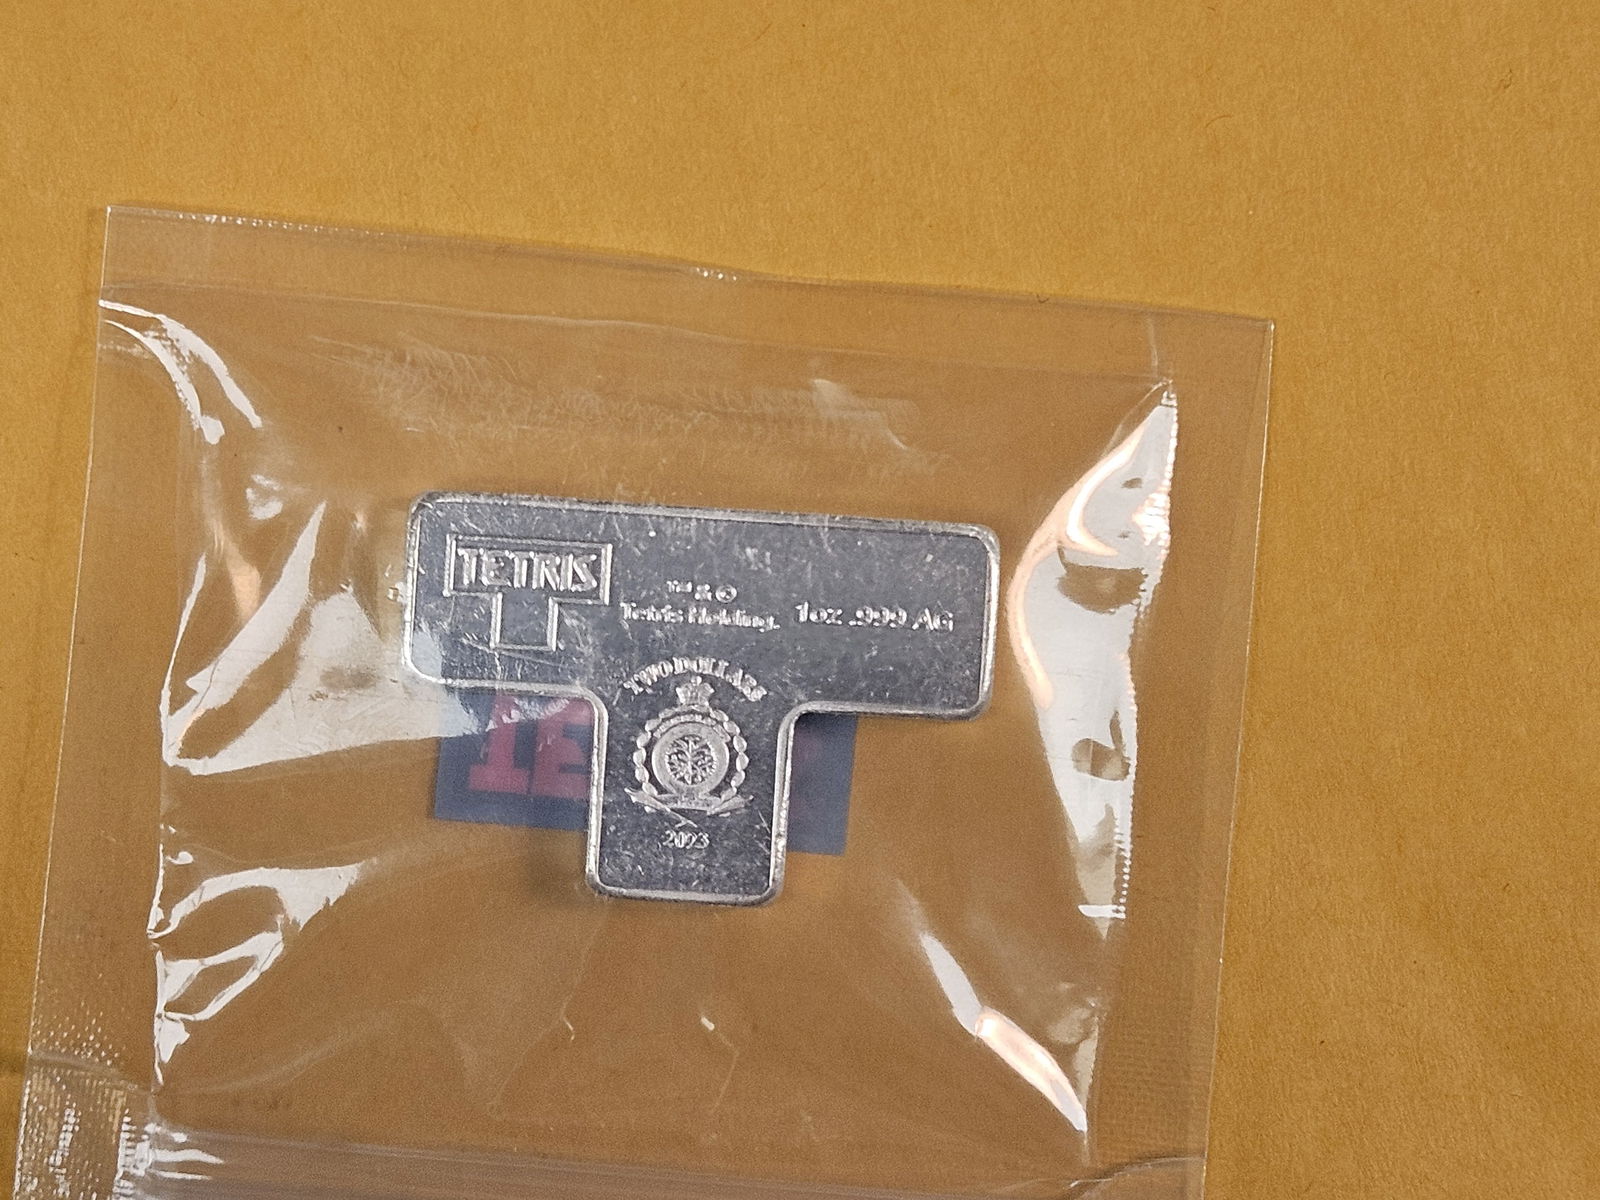 TETRIS
™ & ©
Tetris Holding. 1oz .999 AG
TWO DOLLARS
2023